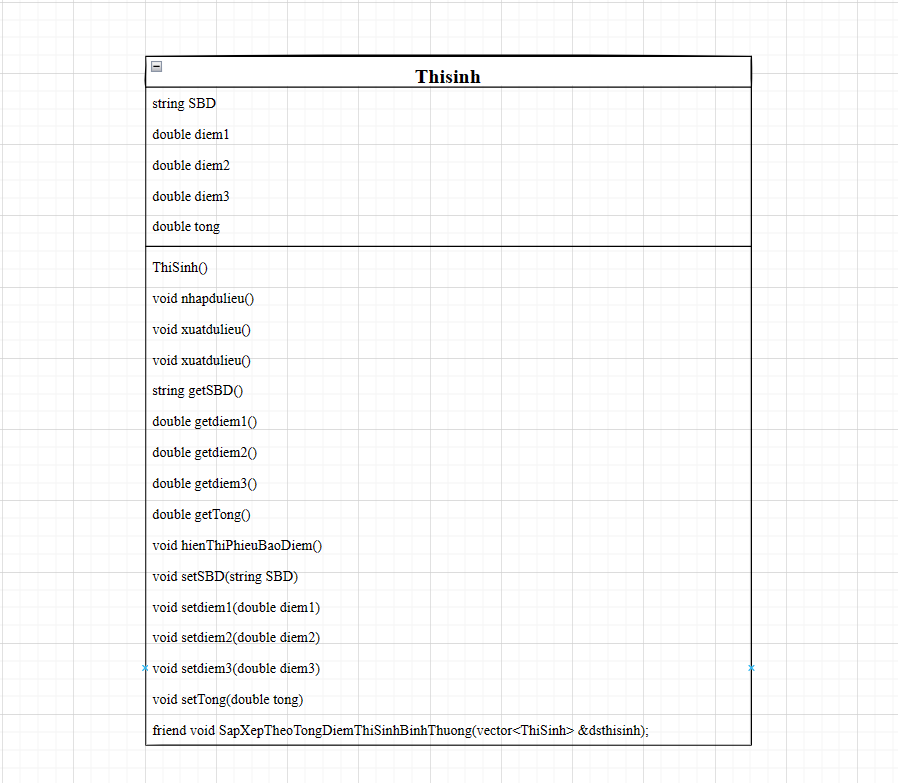 Thisinh
string SBD
double diem1
double diem2
double diem3
double tong
ThiSinh()
void nhapdulieu()
void xuatdulieu()
void xuatdulieu()
string getSBD()
double getdiem1()
double getdiem2()
double getdiem3()
double getTong()
void hienThiPhieuBaoDiem()
void setSBD(string SBD)
void setdiem1(double diem1)
void setdiem2(double diem2)
void setdiem3(double diem3)
void setTong(double tong)
friend void SapXepTheoTongDiemThiSinhBinhThuong(vector<ThiSinh> &dsthisinh);